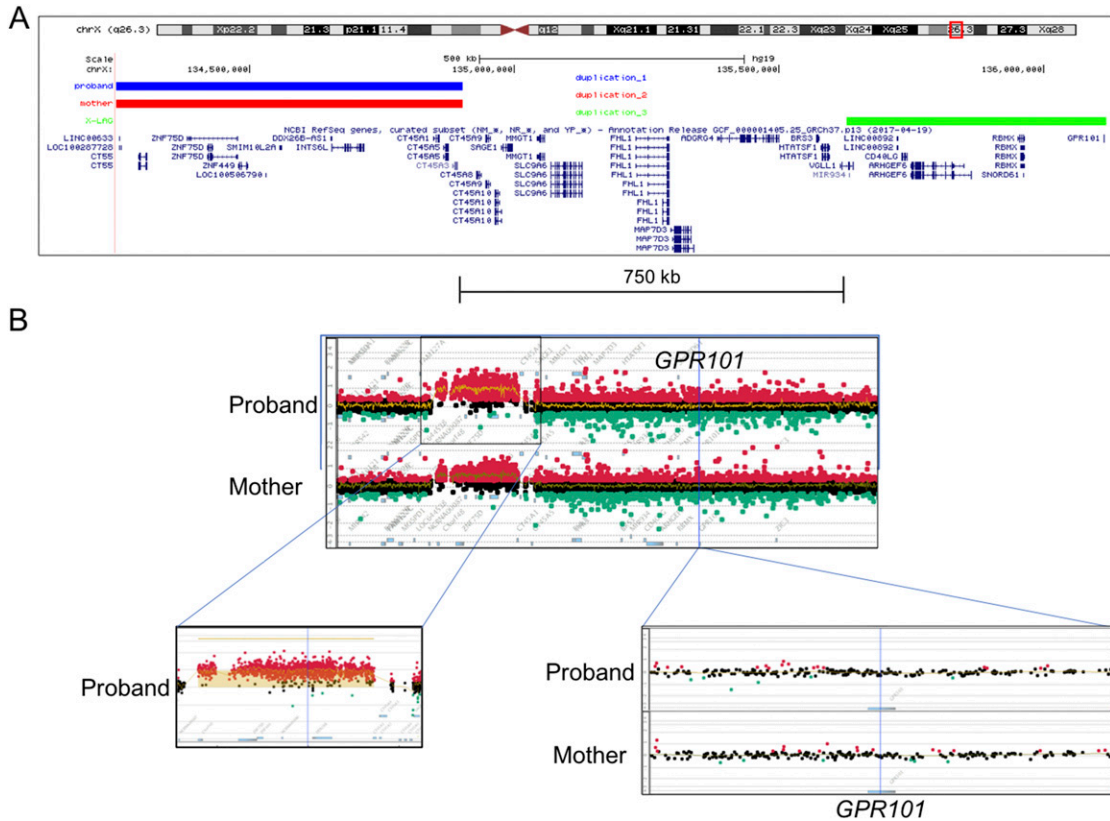 A
chrX (q26.3) Xp22.2 21.3 p21.1 11.4 q12 Xq21.1 21.31 22.1 22.3 Xq23 Xq24 Xq25 26.3 27.3 Xq28
Scale 500 kb hg19
chrX: 134,500,000 135,000,000 135,500,000 136,000,000
proband duplication_1
mother duplication_2
X-LAG duplication_3
NCBI RefSeq genes, curated subset (NM_*, NR_*, and YP_*) - Annotation Release GCF_000001405.25_GRCh37.p13 (2017-04-19)
LINC00633 ZNF75D DDX26B-AS1 CT45A1 CT45A9 MMGT1 FHL1 ADGRG4 BRS3 LINC00892 RBMX GPR101
LOC100287728 ZNF75D SMIM10L2A INTS6L CT45A5 SAGE1 FHL1 HTATSF1 LINC00892 RBMX
CT55 ZNF75D CT45A5 MMGT1 FHL1 HTATSF1 CD40LG RBMX
CT55 ZNF449 CT45A3 SLC9A6 FHL1 VGLL1 ARHGEF6 RBMX
LOC100506790 CT45A8 SLC9A6 FHL1 MIR934 ARHGEF6 SNORD61
CT45A9 SLC9A6 FHL1
CT45A10 SLC9A6 FHL1
CT45A10 FHL1
CT45A10 FHL1
MAP7D3
MAP7D3
MAP7D3
750 kb
B
GPR101
Proband
Mother
Proband
Proband
Mother
GPR101